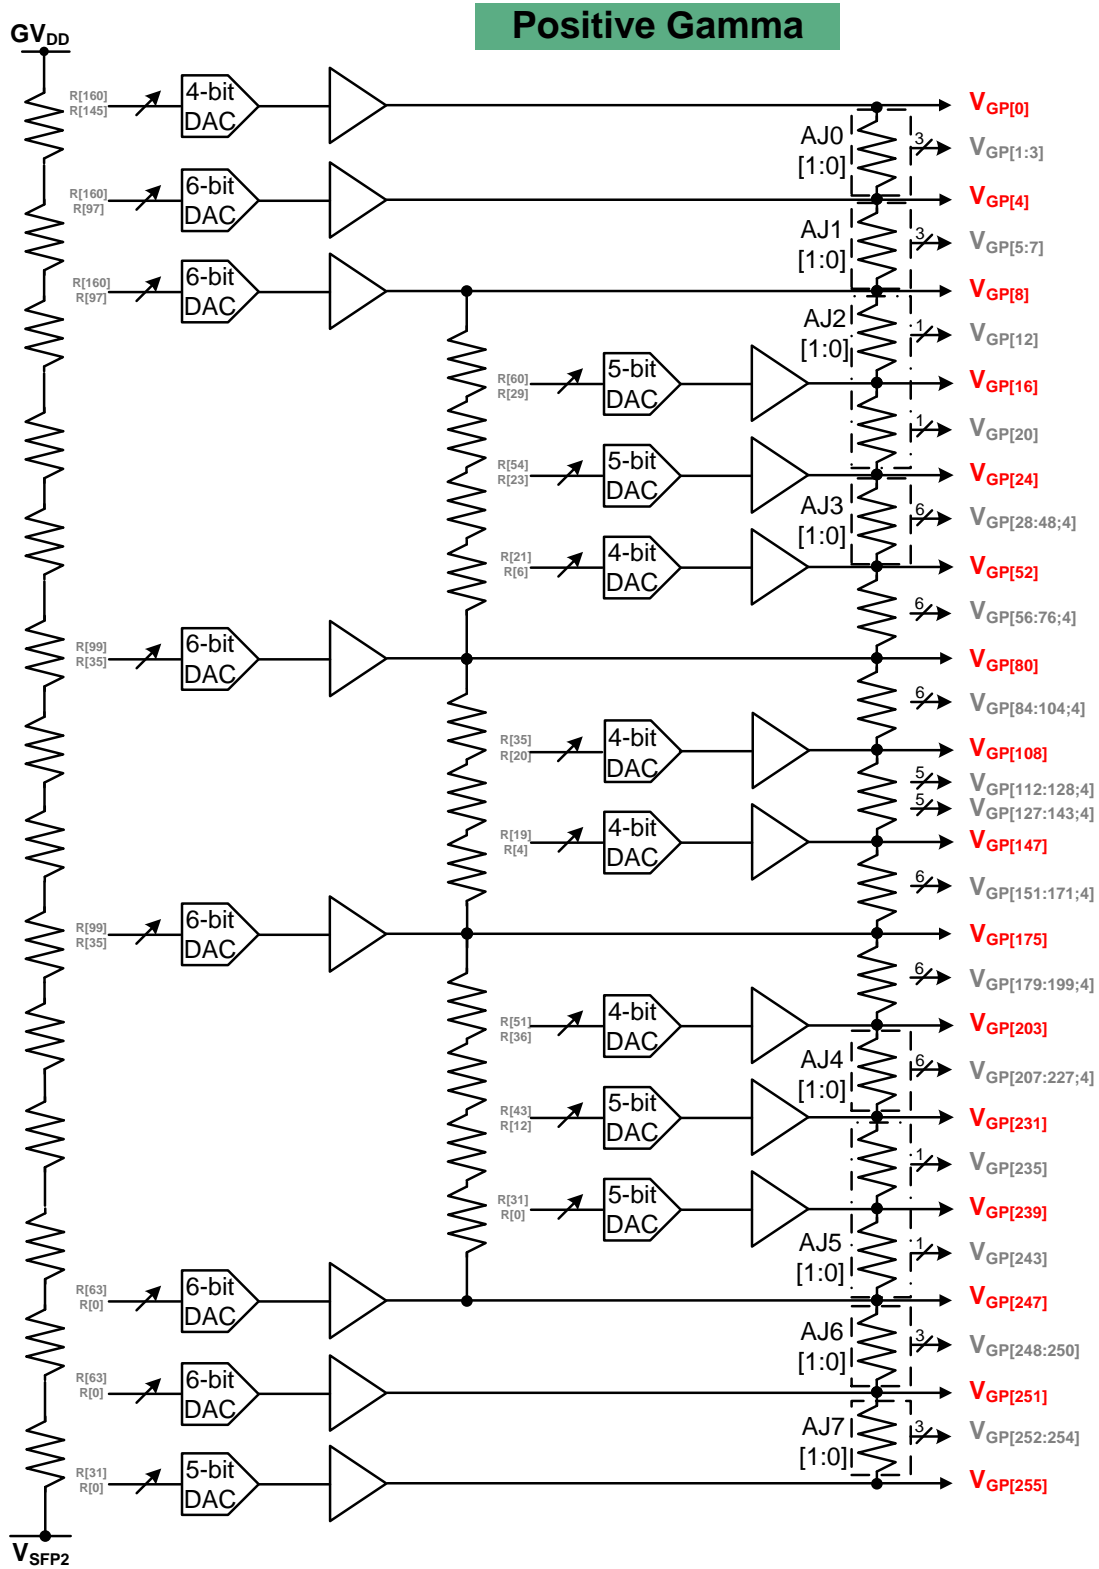 Positive Gamma
GVDD
R[160]
R[145]
4-bit
DAC
VGP[0]
AJ0
[1:0]
3
VGP[1:3]
R[160]
R[97]
6-bit
DAC
VGP[4]
AJ1
[1:0]
3
VGP[5:7]
R[160]
R[97]
6-bit
DAC
VGP[8]
AJ2
[1:0]
1
VGP[12]
R[60]
R[29]
5-bit
DAC
VGP[16]
1
VGP[20]
R[54]
R[23]
5-bit
DAC
VGP[24]
AJ3
[1:0]
6
VGP[28:48;4]
R[21]
R[6]
4-bit
DAC
VGP[52]
6
VGP[56:76;4]
R[99]
R[35]
6-bit
DAC
VGP[80]
6
VGP[84:104;4]
R[35]
R[20]
4-bit
DAC
VGP[108]
5
VGP[112:128;4]
5
VGP[127:143;4]
R[19]
R[4]
4-bit
DAC
VGP[147]
6
VGP[151:171;4]
R[99]
R[35]
6-bit
DAC
VGP[175]
6
VGP[179:199;4]
R[51]
R[36]
4-bit
DAC
VGP[203]
AJ4
[1:0]
6
VGP[207:227;4]
R[43]
R[12]
5-bit
DAC
VGP[231]
1
VGP[235]
R[31]
R[0]
5-bit
DAC
VGP[239]
AJ5
[1:0]
1
VGP[243]
R[63]
R[0]
6-bit
DAC
VGP[247]
AJ6
[1:0]
3
VGP[248:250]
R[63]
R[0]
6-bit
DAC
VGP[251]
AJ7
[1:0]
3
VGP[252:254]
R[31]
R[0]
5-bit
DAC
VGP[255]
VSFP2